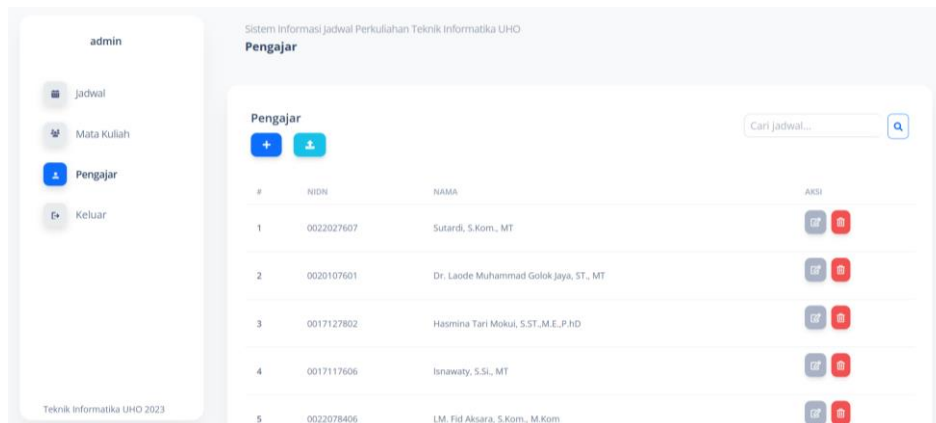 admin
Jadwal
Mata Kuliah
Pengajar
Keluar
Teknik Informatika UHO 2023
Sistem Informasi Jadwal Perkuliahan Teknik Informatika UHO
Pengajar
Pengajar
Cari jadwal...
# NIDN NAMA AKSI
1 0022027607 Sutardi, S.Kom., MT
2 0020107601 Dr. Laode Muhammad Golok Jaya, ST., MT
3 0017127802 Hasmina Tari Mokui, S.ST.,M.E.,P.hD
4 0017117606 Isnawaty, S.Si., MT
5 0022078406 LM. Fid Aksara, S.Kom., M.Kom